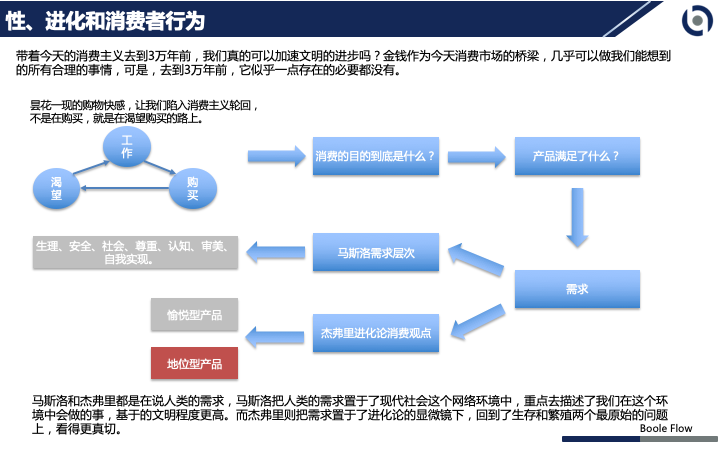 性、进化和消费者行为
带着今天的消费主义去到3万年前，我们真的可以加速文明的进步吗？金钱作为今天消费市场的桥梁，几乎可以做我们能想到
的所有合理的事情，可是，去到3万年前，它似乎一点存在的必要都没有。
昙花一现的购物快感，让我们陷入消费主义轮回，
不是在购买，就是在渴望购买的路上。
工
作
渴
望
购
买
消费的目的到底是什么？
产品满足了什么？
生理、安全、社会、尊重、认知、审美、
自我实现。
马斯洛需求层次
需求
愉悦型产品
杰弗里进化论消费观点
地位型产品
马斯洛和杰弗里都是在说人类的需求，马斯洛把人类的需求置于了现代社会这个网络环境中，重点去描述了我们在这个环
境中会做的事，基于的文明程度更高。而杰弗里则把需求置于了进化论的显微镜下，回到了生存和繁殖两个最原始的问题
上，看得更真切。
Boole Flow